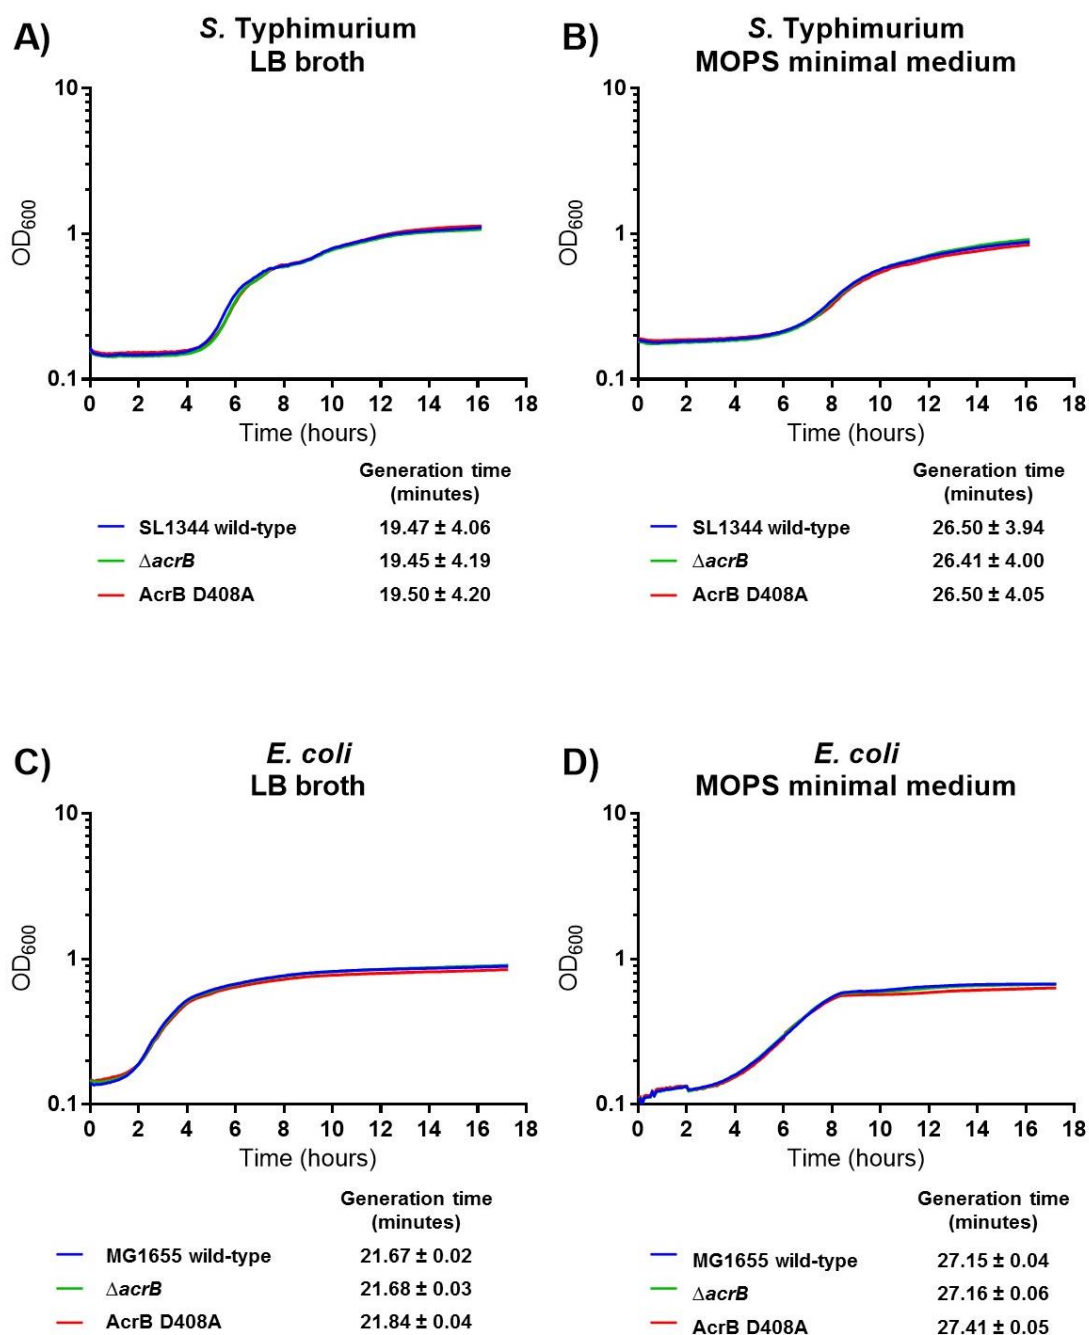 A)
S. Typhimurium
LB broth
10
1
0.1
OD600
0 2 4 6 8 10 12 14 16 18
Time (hours)
Generation time
(minutes)
SL1344 wild-type 19.47 ± 4.06
ΔacrB 19.45 ± 4.19
AcrB D408A 19.50 ± 4.20
B)
S. Typhimurium
MOPS minimal medium
10
1
0.1
OD600
0 2 4 6 8 10 12 14 16 18
Time (hours)
Generation time
(minutes)
SL1344 wild-type 26.50 ± 3.94
ΔacrB 26.41 ± 4.00
AcrB D408A 26.50 ± 4.05
C)
E. coli
LB broth
10
1
0.1
OD600
0 2 4 6 8 10 12 14 16 18
Time (hours)
Generation time
(minutes)
MG1655 wild-type 21.67 ± 0.02
ΔacrB 21.68 ± 0.03
AcrB D408A 21.84 ± 0.04
D)
E. coli
MOPS minimal medium
10
1
0.1
OD600
0 2 4 6 8 10 12 14 16 18
Time (hours)
Generation time
(minutes)
MG1655 wild-type 27.15 ± 0.04
ΔacrB 27.16 ± 0.06
AcrB D408A 27.41 ± 0.05